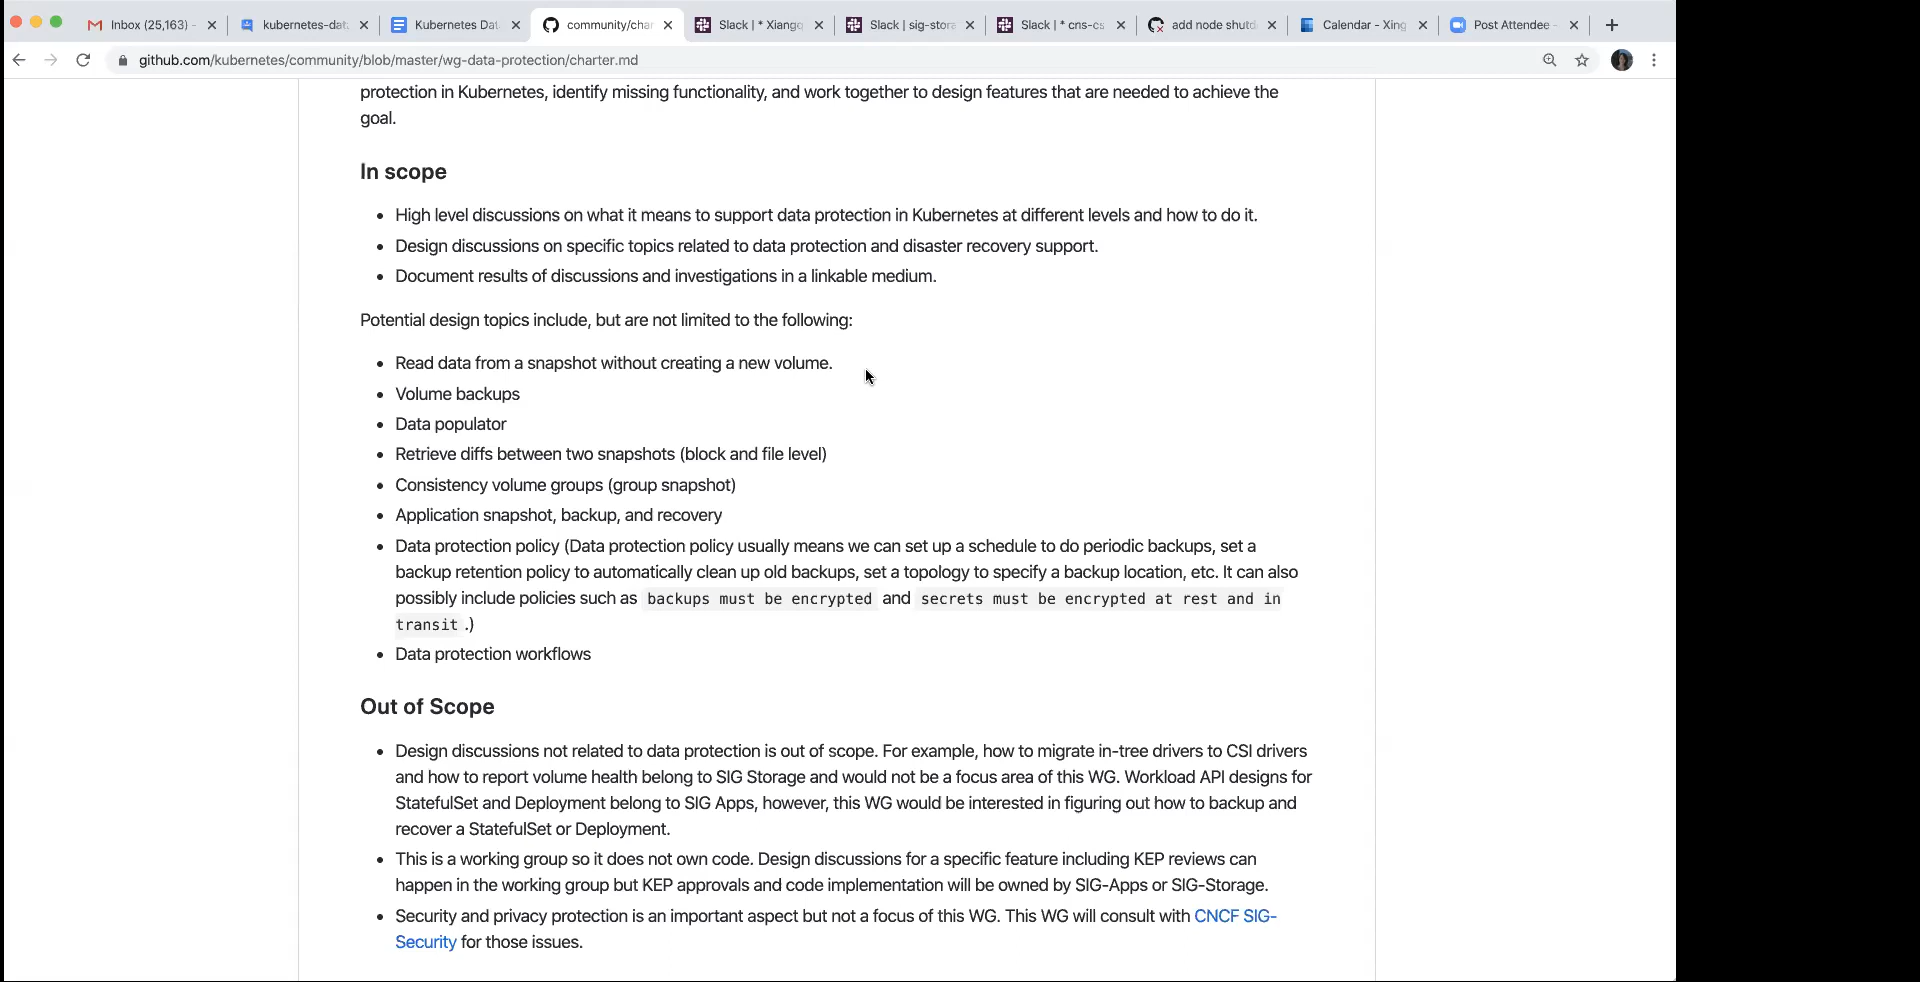 Inbox (25,163) -
kubernetes-dat
Kubernetes Dat
community/char
Slack | * Xiangq
Slack | sig-stora
Slack | * cns-cs
add node shutd
Calendar - Xing
Post Attendee -
github.com/kubernetes/community/blob/master/wg-data-protection/charter.md
protection in Kubernetes, identify missing functionality, and work together to design features that are needed to achieve the
goal.
In scope
• High level discussions on what it means to support data protection in Kubernetes at different levels and how to do it.
• Design discussions on specific topics related to data protection and disaster recovery support.
• Document results of discussions and investigations in a linkable medium.
Potential design topics include, but are not limited to the following:
• Read data from a snapshot without creating a new volume.
• Volume backups
• Data populator
• Retrieve diffs between two snapshots (block and file level)
• Consistency volume groups (group snapshot)
• Application snapshot, backup, and recovery
• Data protection policy (Data protection policy usually means we can set up a schedule to do periodic backups, set a
backup retention policy to automatically clean up old backups, set a topology to specify a backup location, etc. It can also
possibly include policies such as backups must be encrypted and secrets must be encrypted at rest and in
transit .)
• Data protection workflows
Out of Scope
• Design discussions not related to data protection is out of scope. For example, how to migrate in-tree drivers to CSI drivers
and how to report volume health belong to SIG Storage and would not be a focus area of this WG. Workload API designs for
StatefulSet and Deployment belong to SIG Apps, however, this WG would be interested in figuring out how to backup and
recover a StatefulSet or Deployment.
• This is a working group so it does not own code. Design discussions for a specific feature including KEP reviews can
happen in the working group but KEP approvals and code implementation will be owned by SIG-Apps or SIG-Storage.
• Security and privacy protection is an important aspect but not a focus of this WG. This WG will consult with CNCF SIG-
Security for those issues.